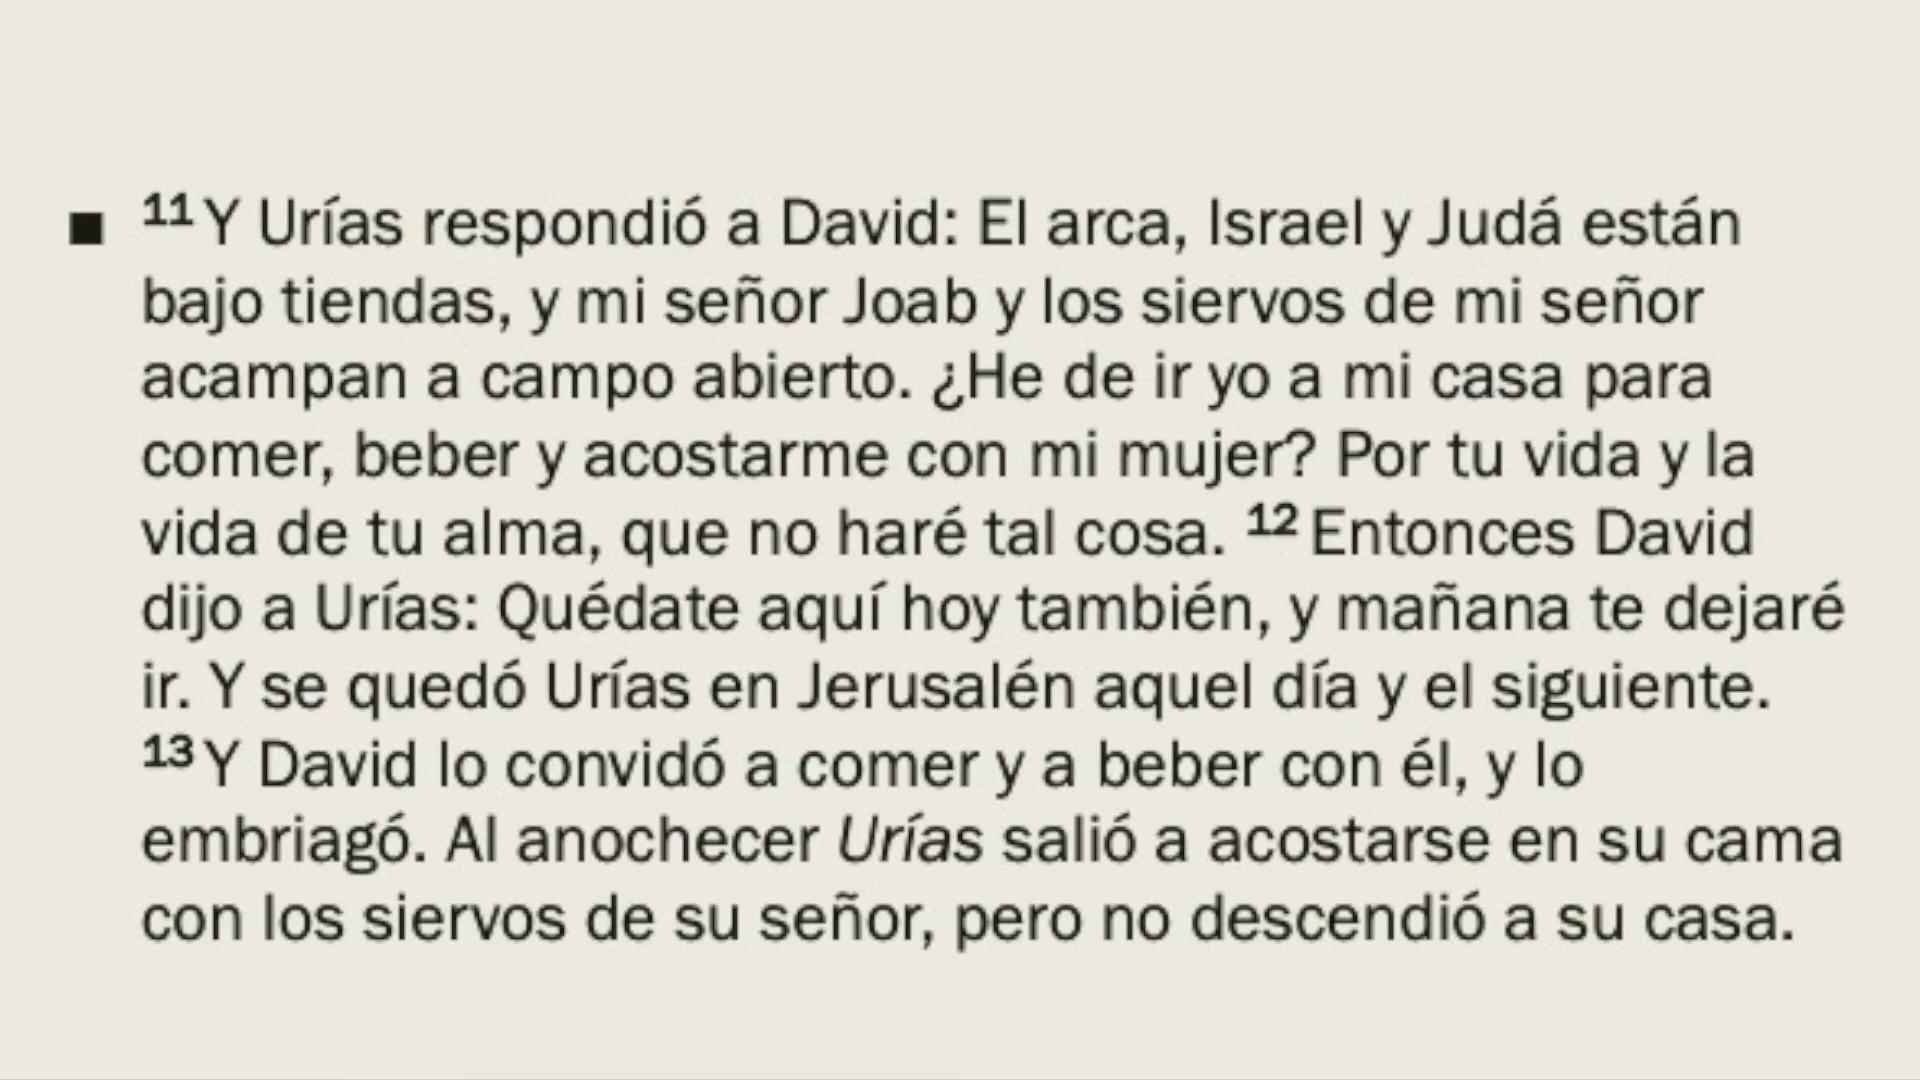 ■ 11 Y Urías respondió a David: El arca, Israel y Judá están
bajo tiendas, y mi señor Joab y los siervos de mi señor
acampan a campo abierto. ¿He de ir yo a mi casa para
comer, beber y acostarme con mi mujer? Por tu vida y la
vida de tu alma, que no haré tal cosa. 12 Entonces David
dijo a Urías: Quédate aquí hoy también, y mañana te dejaré
ir. Y se quedó Urías en Jerusalén aquel día y el siguiente.
13 Y David lo convidó a comer y a beber con él, y lo
embriagó. Al anochecer Urías salió a acostarse en su cama
con los siervos de su señor, pero no descendió a su casa.